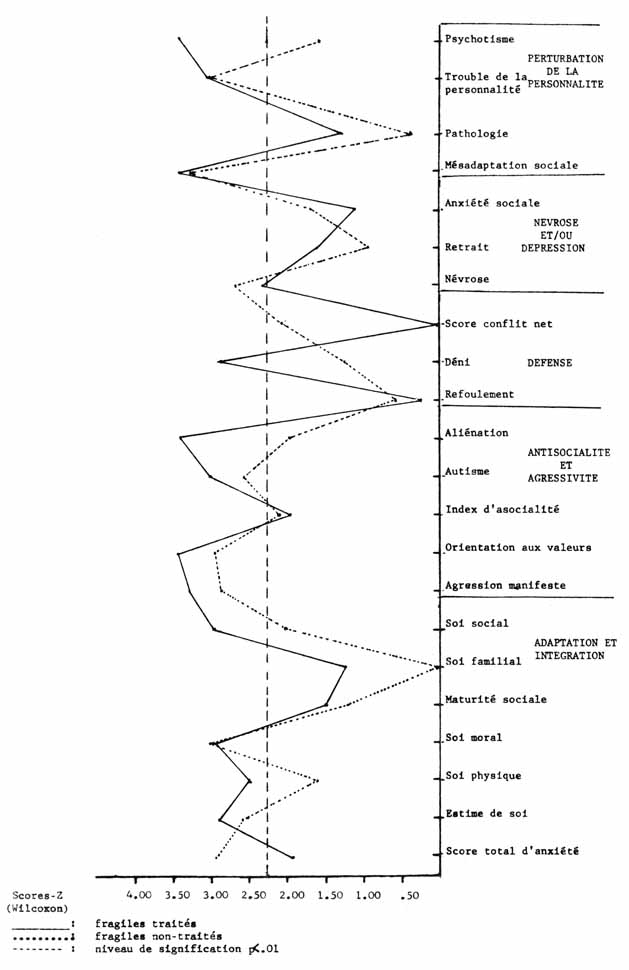 Psychotisme
PERTURBATION
DE LA
PERSONNALITE
Trouble de la
personnalité
Pathologie
Mésadaptation sociale
Anxiété sociale
NEVROSE
ET/OU
DEPRESSION
Retrait
Névrose
Score conflit net
Déni
DEFENSE
Refoulement
Aliénation
ANTISOCIALITE
ET
AGRESSIVITE
Autisme
Index d'asocialité
Orientation aux valeurs
Agression manifeste
Soi social
ADAPTATION ET
INTEGRATION
Soi familial
Maturité sociale
Soi moral
Soi physique
Estime de soi
Score total d'anxiété
Scores-Z
(Wilcoxon)
4.00 3.50 3.00 2.50 2.00 1.50 1.00 .50
: fragiles traités
: fragiles non-traités
: niveau de signification p<.01